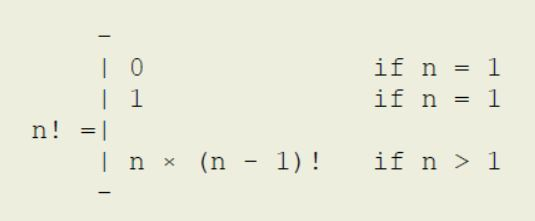 –
| 0 if n = 1
| 1 if n = 1
n! =|
| n × (n - 1)! if n > 1
–